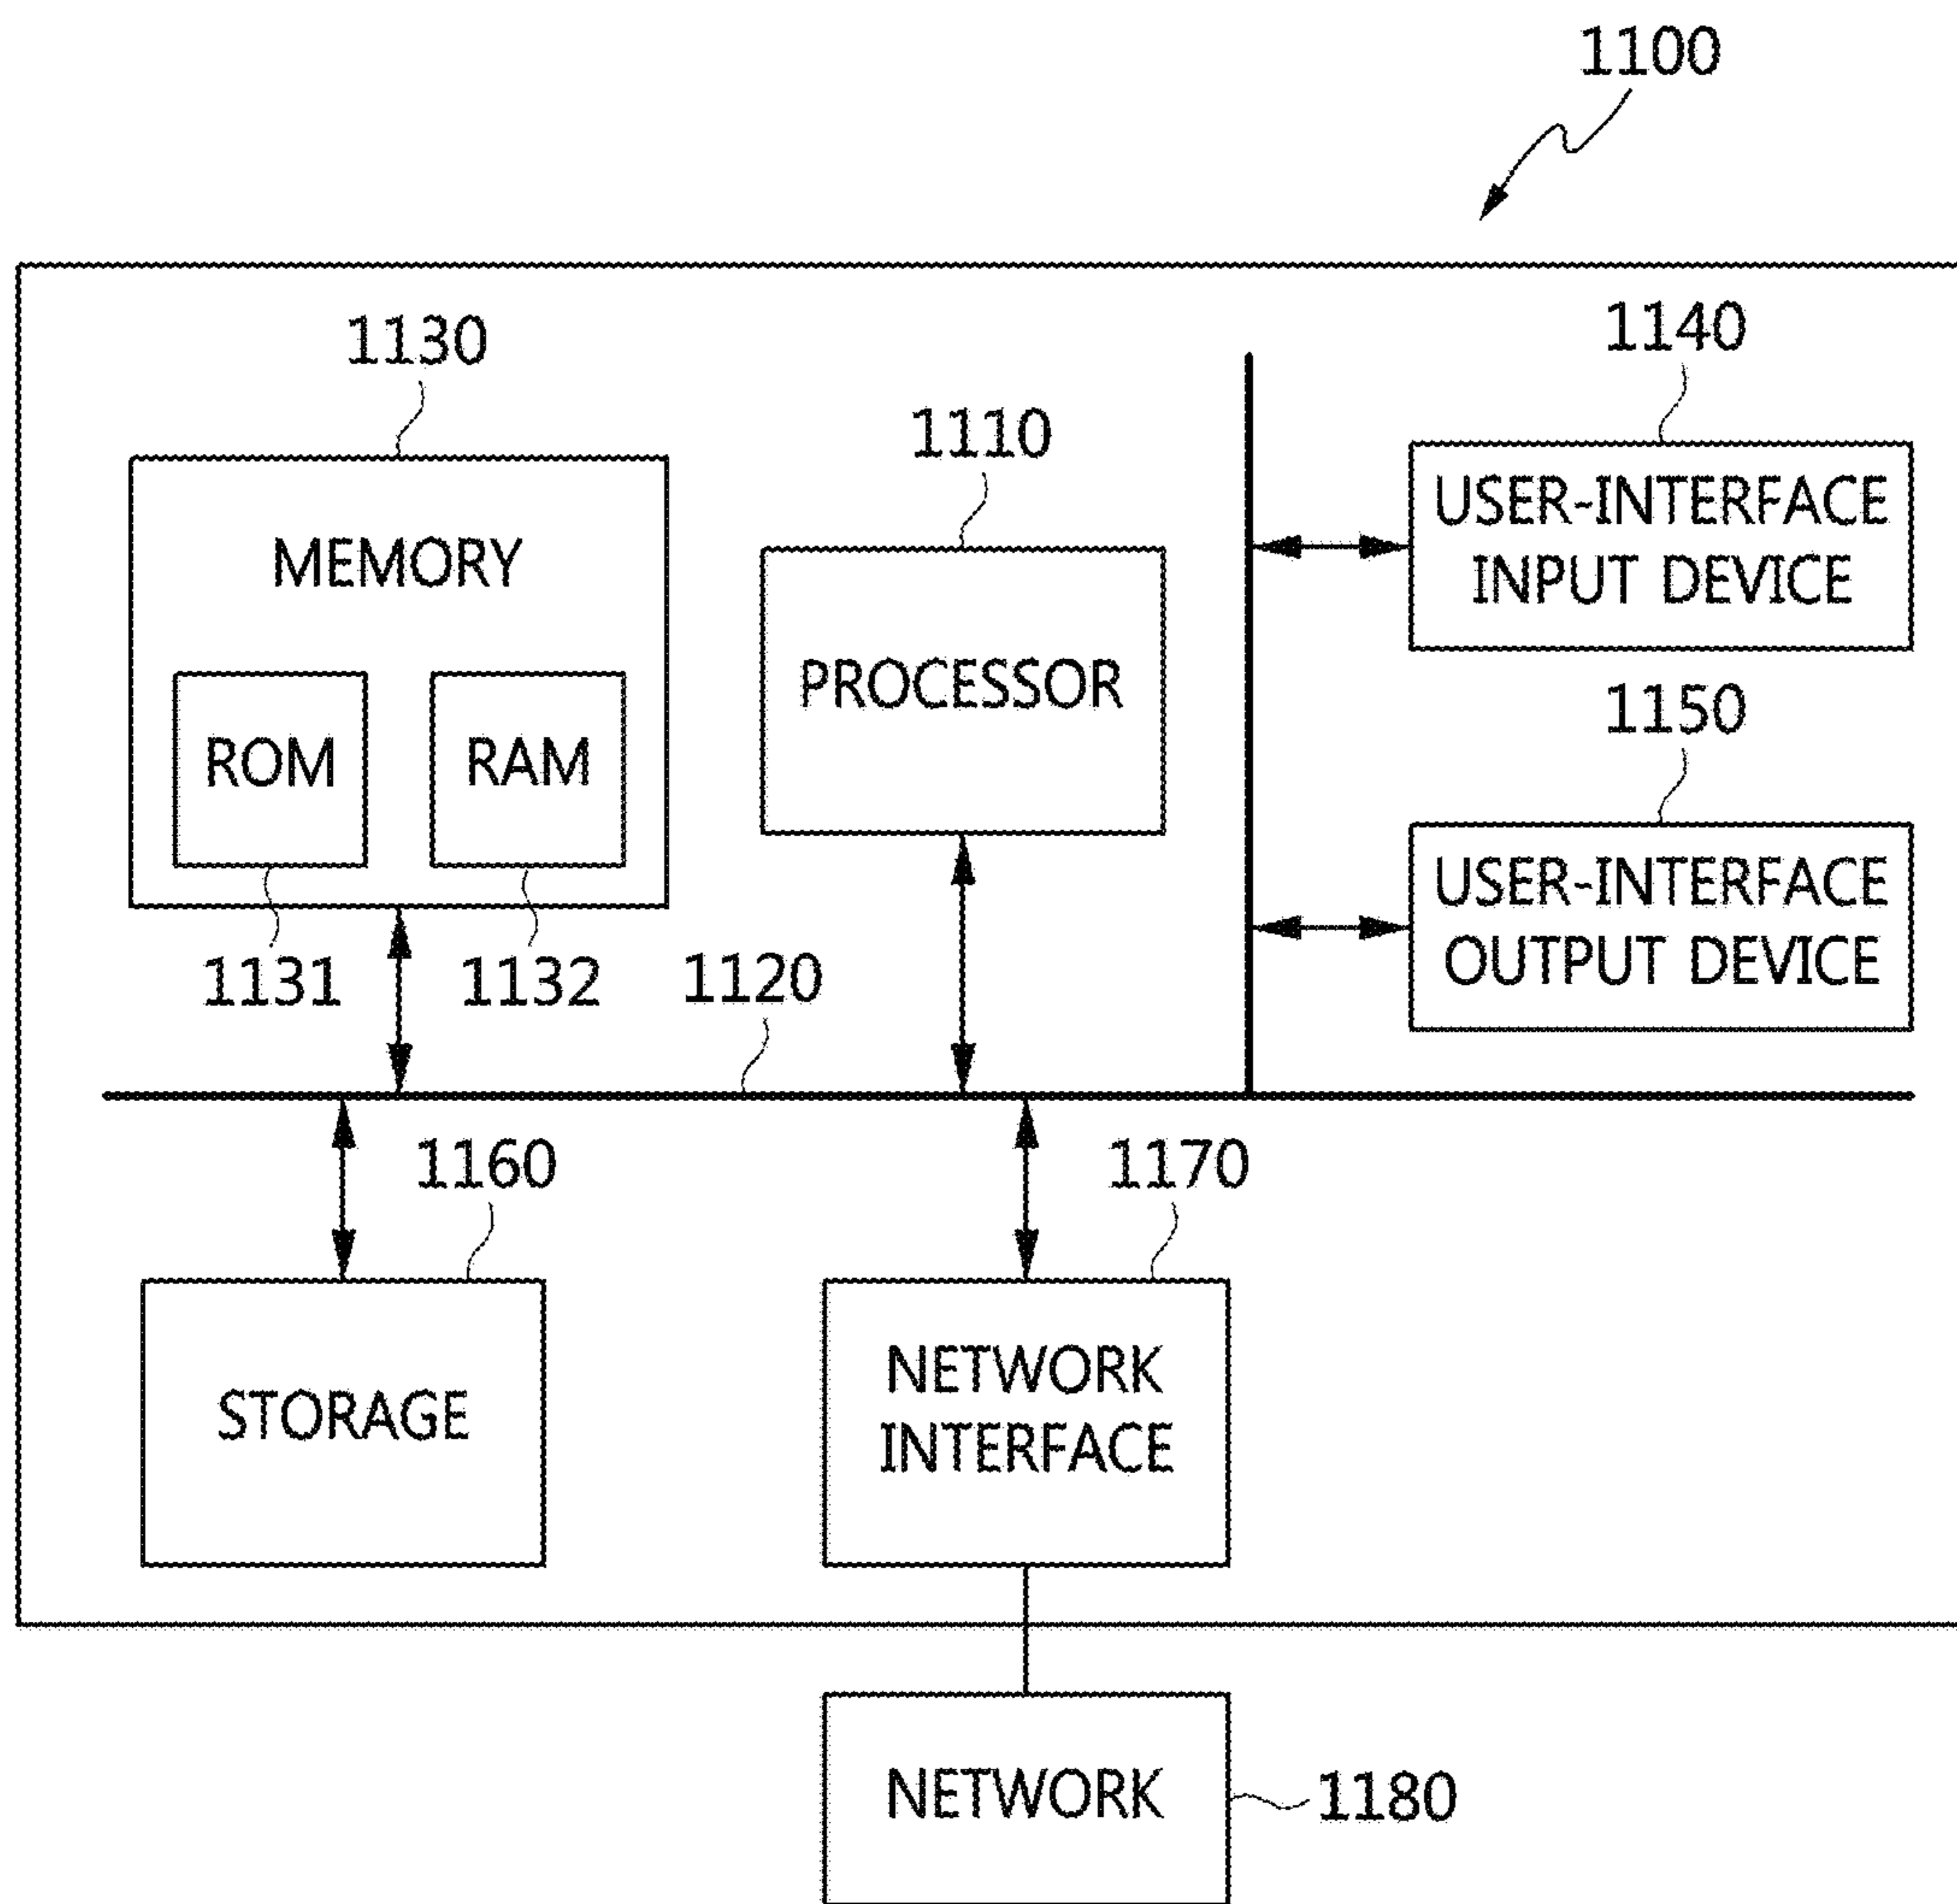 1100
1130
1110
1140
MEMORY
ROM
RAM
1131
1132
PROCESSOR
USER-INTERFACE
INPUT DEVICE
1150
USER-INTERFACE
OUTPUT DEVICE
1120
1160
1170
STORAGE
NETWORK
INTERFACE
NETWORK
1180